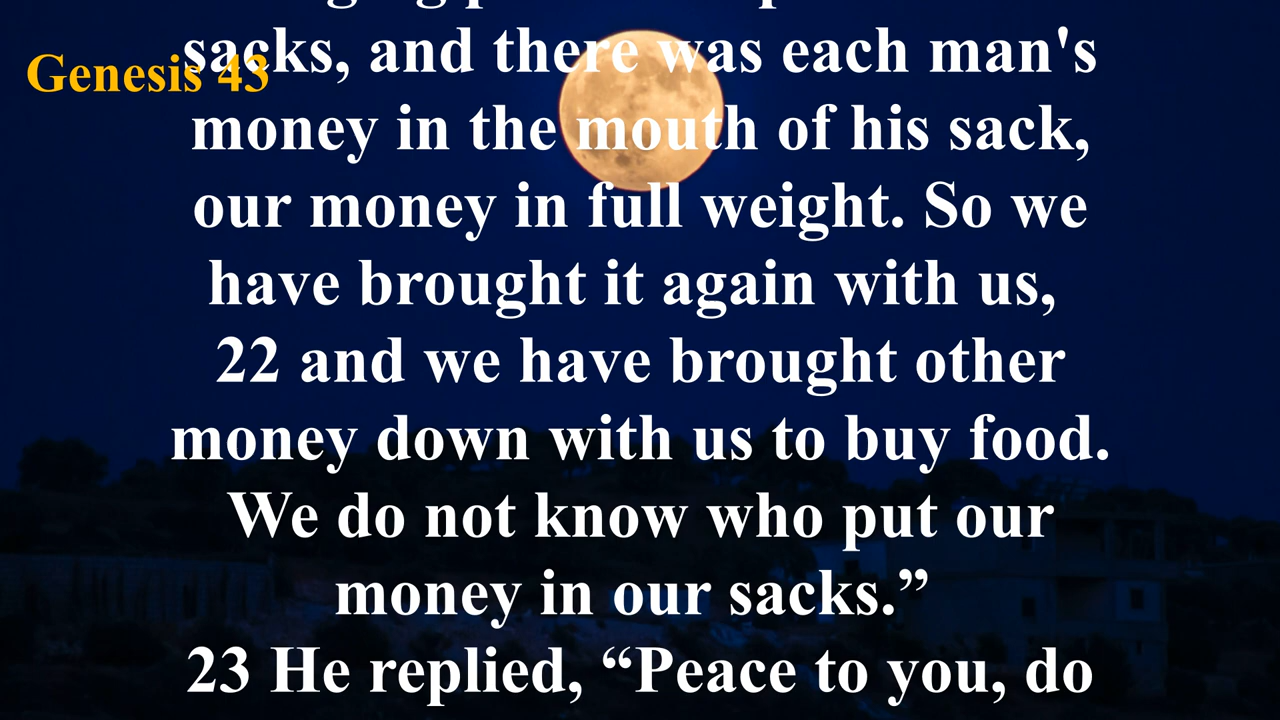 Genesis 43
sacks, and there was each man's
money in the mouth of his sack,
our money in full weight. So we
have brought it again with us,
22 and we have brought other
money down with us to buy food.
We do not know who put our
money in our sacks.”
23 He replied, “Peace to you, do